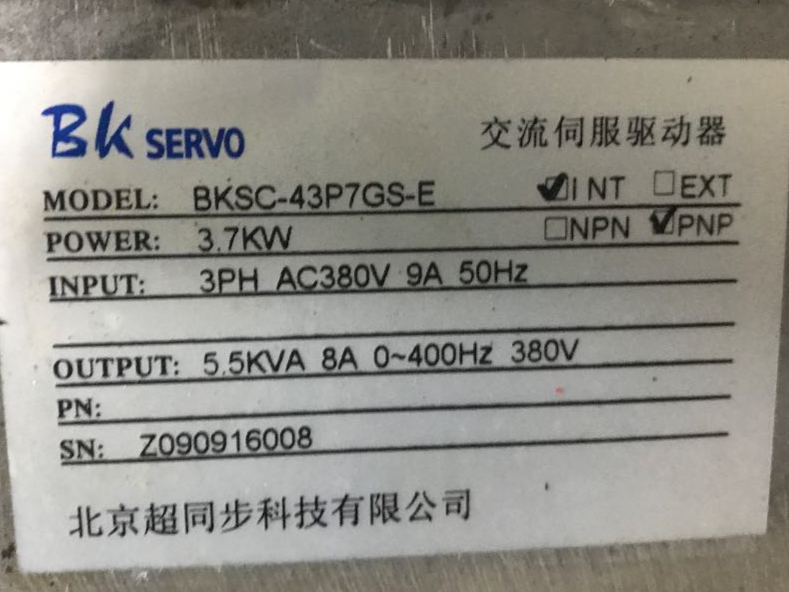 BK SERVO 交流伺服驱动器
MODEL: BKSC-43P7GS-E ☑INT ☐EXT
POWER: 3.7KW ☐NPN ☑PNP
INPUT: 3PH AC380V 9A 50Hz
OUTPUT: 5.5KVA 8A 0~400Hz 380V
PN:
SN: Z090916008
北京超同步科技有限公司